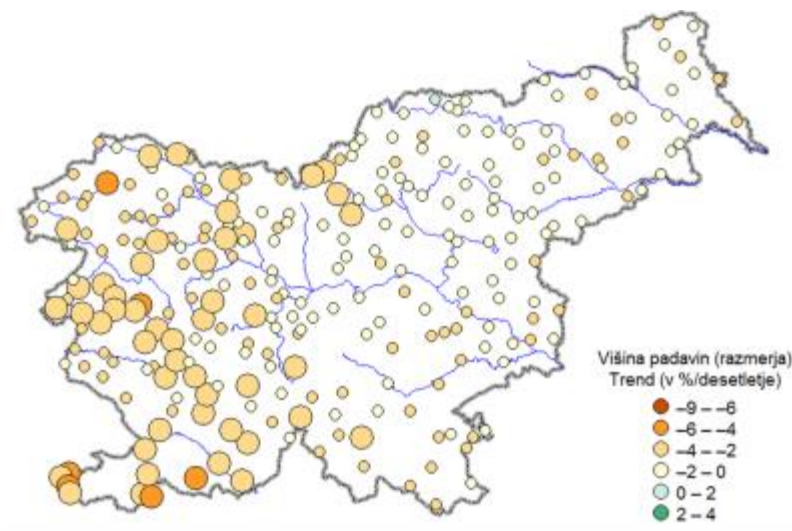 Višina padavin (razmerja)
Trend (v %/desetletje)
–9 – –6
–6 – –4
–4 – –2
–2 – 0
0 – 2
2 – 4